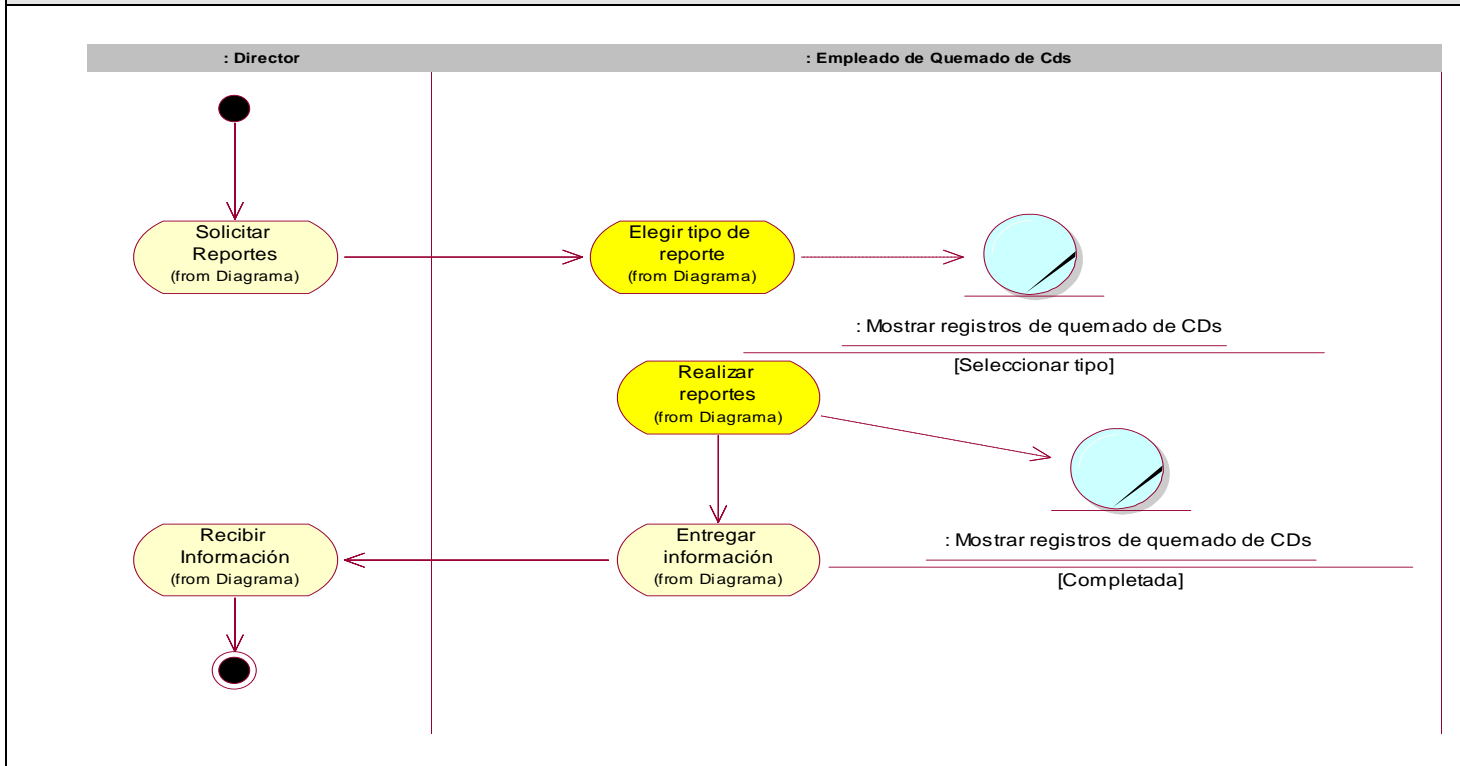 : Director
: Empleado de Quemado de Cds
Solicitar
Reportes
(from Diagrama)
Elegir tipo de
reporte
(from Diagrama)
: Mostrar registros de quemado de CDs
[Seleccionar tipo]
Realizar
reportes
(from Diagrama)
Recibir
Información
(from Diagrama)
Entregar
información
(from Diagrama)
: Mostrar registros de quemado de CDs
[Completada]